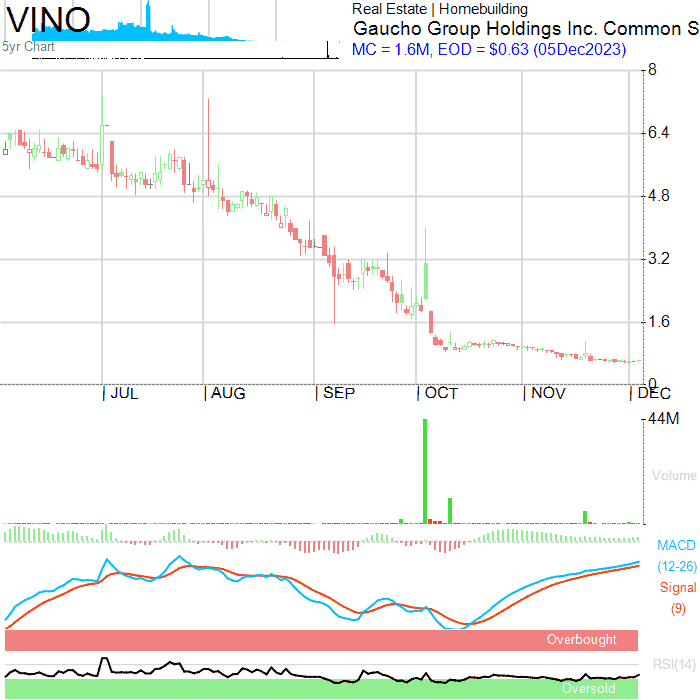 VINO
5yr Chart
Real Estate | Homebuilding
Gaucho Group Holdings Inc. Common S
MC = 1.6M, EOD = $0.63 (05Dec2023)
8
6.4
4.8
3.2
1.6
0
JUL AUG SEP OCT NOV DEC
44M
Volume
MACD
(12-26)
Signal
(9)
Overbought
RSI(14)
Oversold